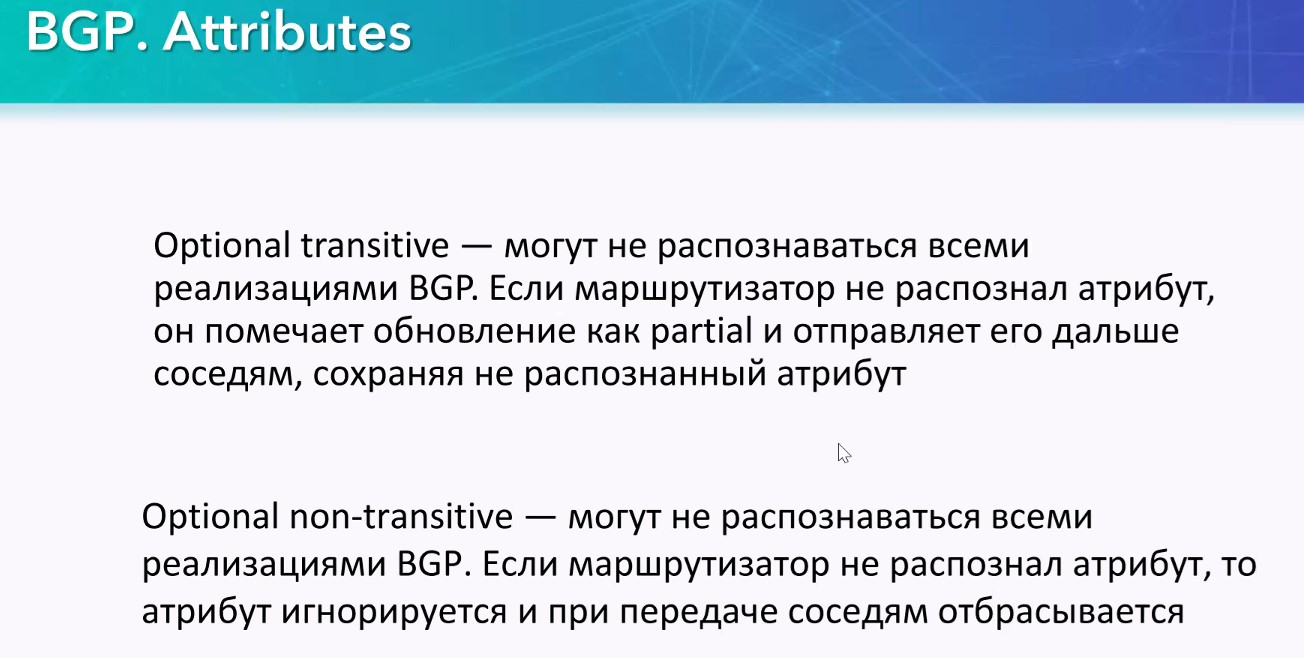 BGP. Attributes
Optional transitive — могут не распознаваться всеми
реализациями BGP. Если маршрутизатор не распознал атрибут,
он помечает обновление как partial и отправляет его дальше
соседям, сохраняя не распознанный атрибут
Optional non-transitive — могут не распознаваться всеми
реализациями BGP. Если маршрутизатор не распознал атрибут, то
атрибут игнорируется и при передаче соседям отбрасывается